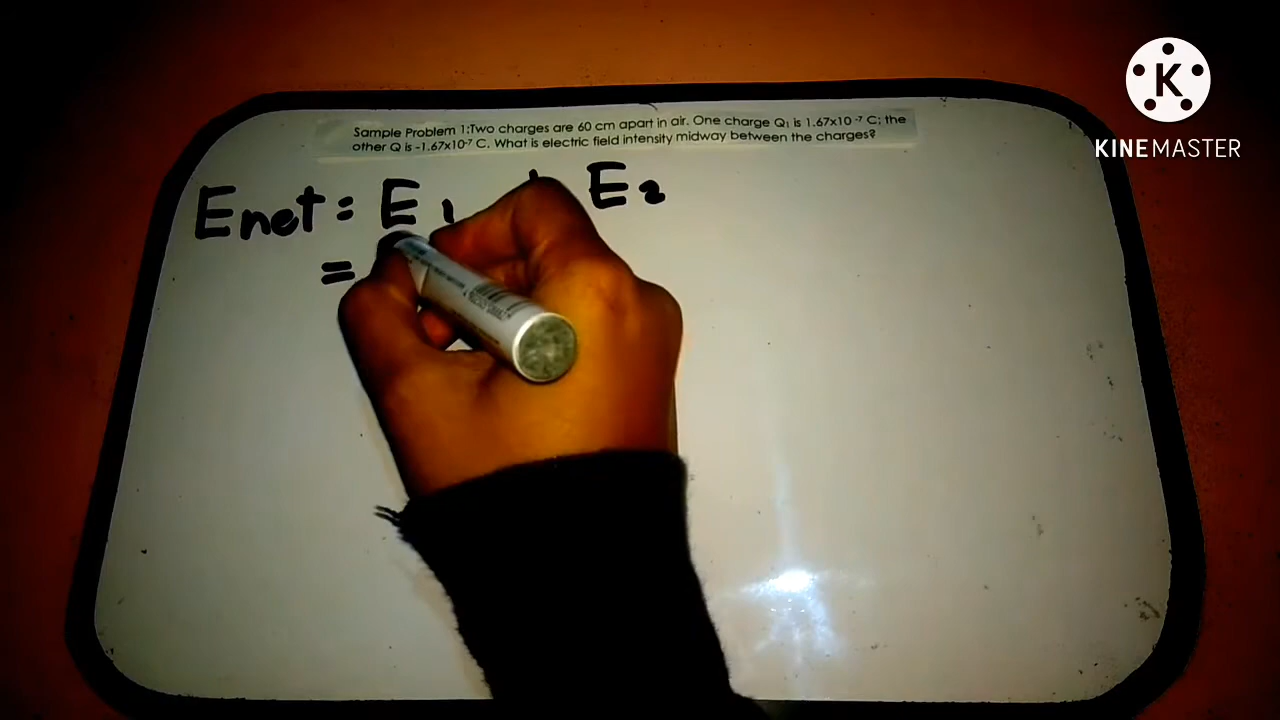 Sample Problem 1:Two charges are 60 cm apart in air. One charge Q₁ is 1.67x10 ⁻⁷ C; the
other Q is -1.67x10⁻⁷ C. What is electric field intensity midway between the charges?
Enet = E₁ + E₂
=
K
KINEMASTER